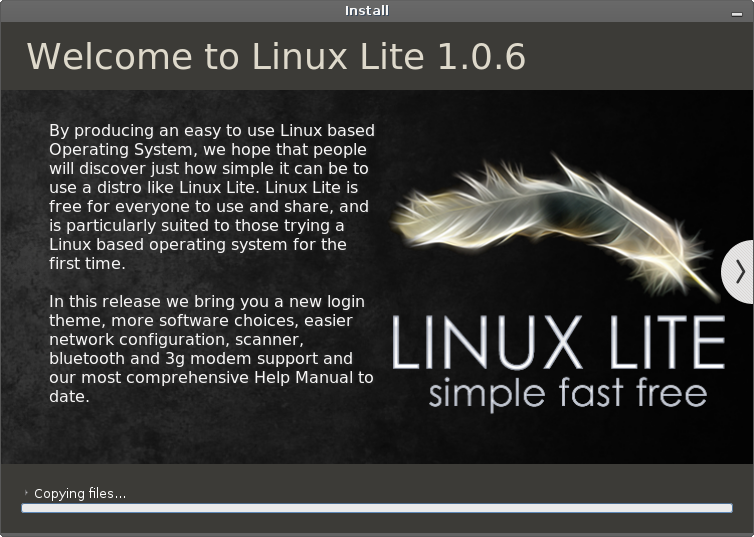 Install
Welcome to Linux Lite 1.0.6
By producing an easy to use Linux based
Operating System, we hope that people
will discover just how simple it can be to
use a distro like Linux Lite. Linux Lite is
free for everyone to use and share, and
is particularly suited to those trying a
Linux based operating system for the
first time.
In this release we bring you a new login
theme, more software choices, easier
network configuration, scanner,
bluetooth and 3g modem support and
our most comprehensive Help Manual to
date.
LINUX LITE
simple fast free
Copying files...